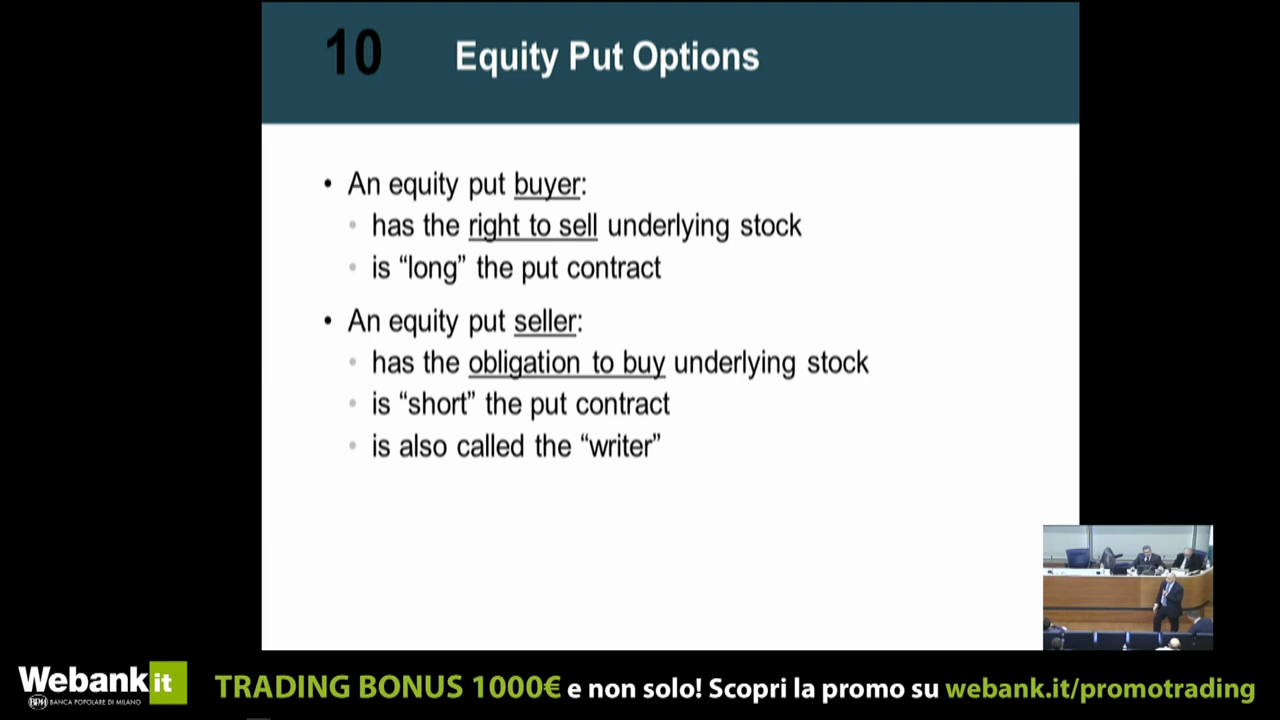 10
Equity Put Options
• An equity put buyer:
• has the right to sell underlying stock
• is “long” the put contract
• An equity put seller:
• has the obligation to buy underlying stock
• is “short” the put contract
• is also called the “writer”
Webank.it
BPM BANCA POPOLARE DI MILANO
TRADING BONUS 1000€ e non solo! Scopri la promo su webank.it/promotrading